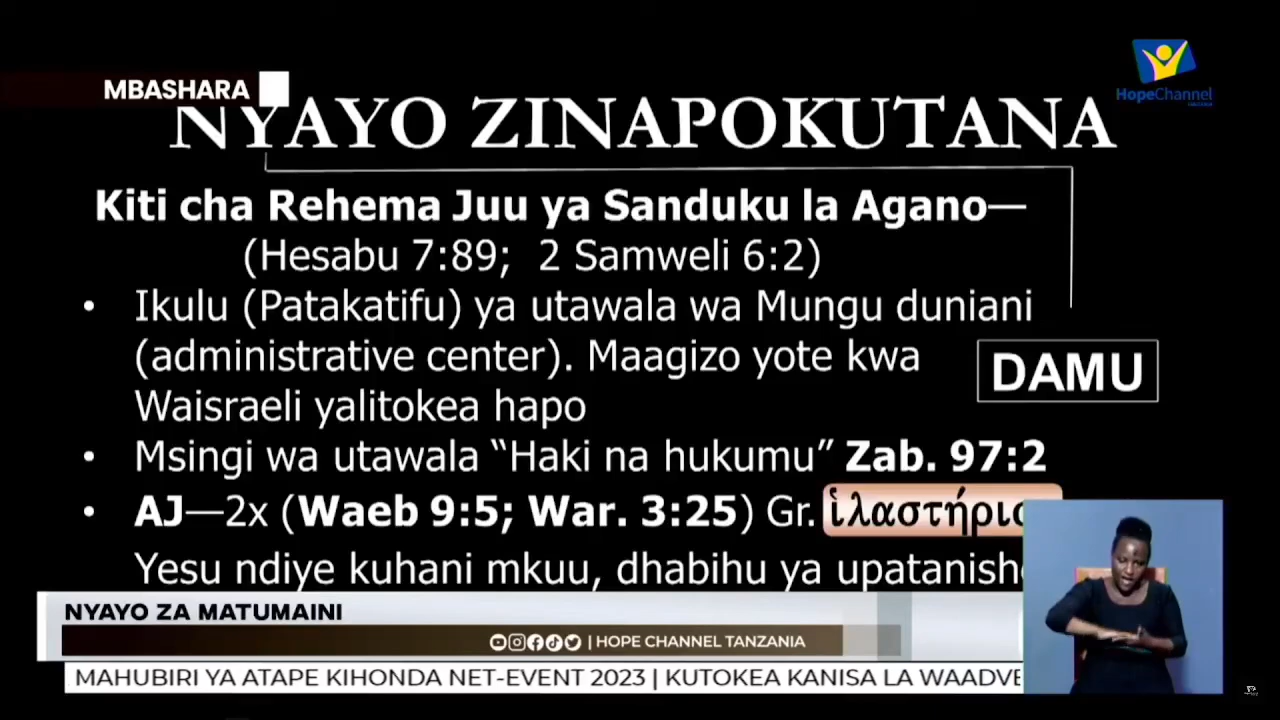 MBASHARA
HopeChannel
NYAYO ZINAPOKUTANA
Kiti cha Rehema Juu ya Sanduku la Agano—
(Hesabu 7:89; 2 Samweli 6:2)
• Ikulu (Patakatifu) ya utawala wa Mungu duniani
(administrative center). Maagizo yote kwa
Waisraeli yalitokea hapo
DAMU
• Msingi wa utawala “Haki na hukumu” Zab. 97:2
• AJ—2x (Waeb 9:5; War. 3:25) Gr.
Yesu ndiye kuhani mkuu, dhabihu ya
NYAYO ZA MATUMAINI
| HOPE CHANNEL TANZANIA
MAHUBIRI YA ATAPE KIHONDA NET-EVENT 2023 | KUTOKEA KANISA LA